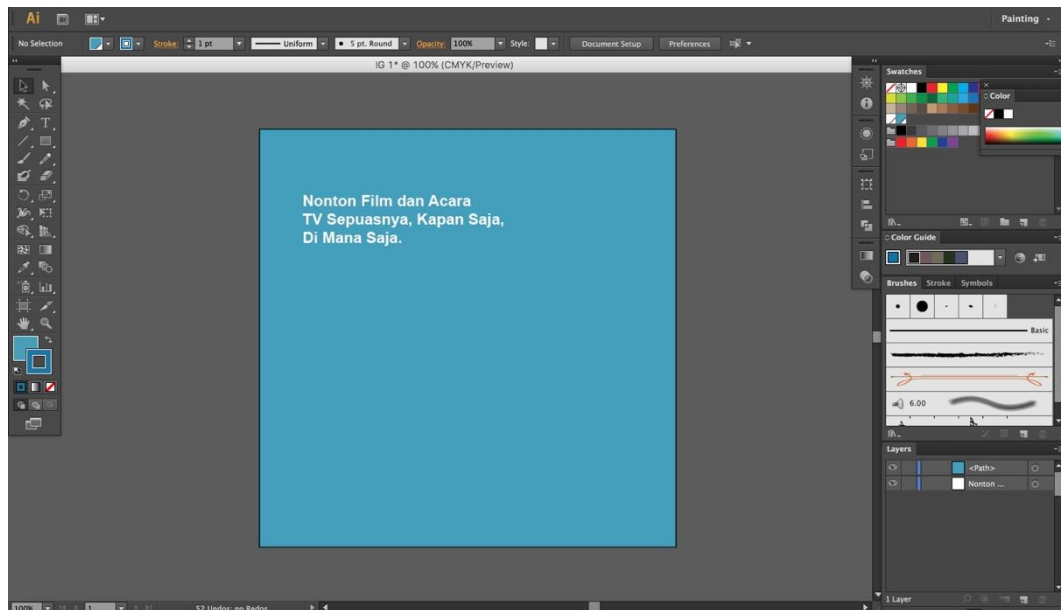 Ai Br Painting
No Selection Stroke: 1 pt Uniform 5 pt. Round Opacity: 100% Style: Document Setup Preferences
IG 1* @ 100% (CMYK/Preview)
Swatches
Color
Nonton Film dan Acara
TV Sepuasnya, Kapan Saja,
Di Mana Saja.
Color Guide
Brushes Stroke Symbols
Basic
6.00
Layers
<Path>
Nonton ...
1 Layer
100% 1 52 Undos: no Redos